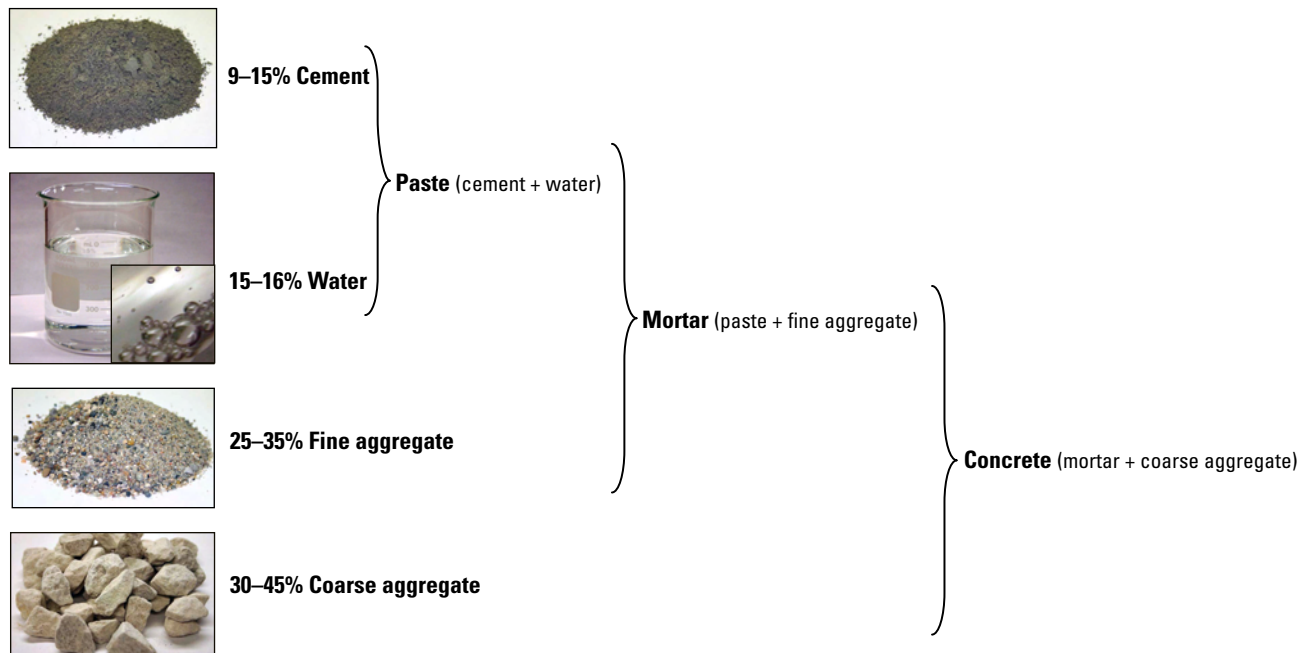 9–15% Cement
Paste (cement + water)
15–16% Water
Mortar (paste + fine aggregate)
25–35% Fine aggregate
Concrete (mortar + coarse aggregate)
30–45% Coarse aggregate